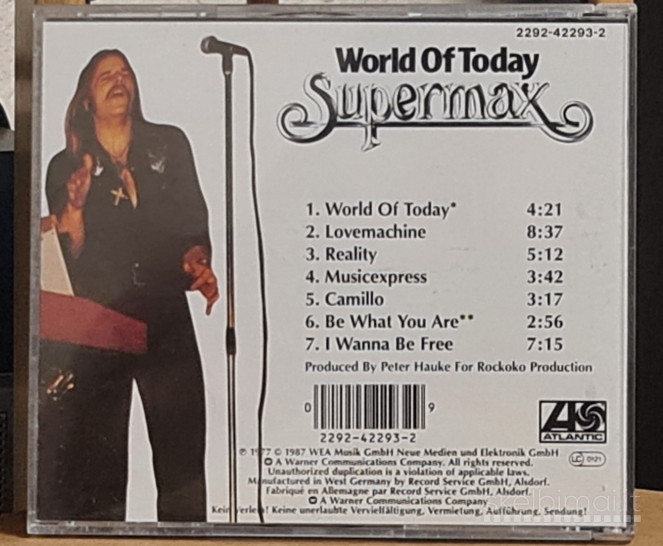 2292-42293-2
World Of Today
Supermax
1. World Of Today* 4:21
2. Lovemachine 8:37
3. Reality 5:12
4. Musicexpress 3:42
5. Camillo 3:17
6. Be What You Are** 2:56
7. I Wanna Be Free 7:15
Produced By Peter Hauke For Rockoko Production
0 9
2292-42293-2
ATLANTIC
℗ 1977 © 1987 WEA Musik GmbH Neue Medien und Elektronik GmbH
A Warner Communications Company. All rights reserved.
Unauthorized duplication is a violation of applicable laws.
LC 0121
Manufactured in West Germany by Record Service GmbH, Alsdorf.
Fabriqué en Allemagne par Record Service GmbH, Alsdorf.
A Warner Communications Company
Kein Verleih! Keine unerlaubte Vervielfältigung, Vermietung, Aufführung, Sendung!